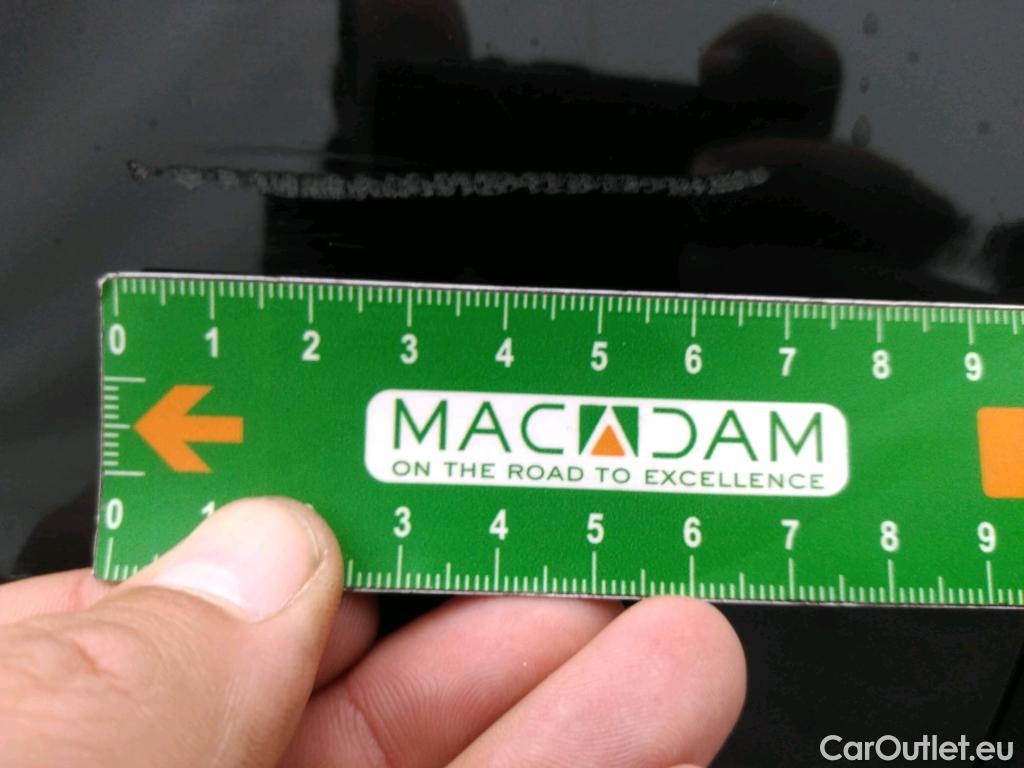 0 1 2 3 4 5 6 7 8 9
MACADAM
ON THE ROAD TO EXCELLENCE
0 1 3 4 5 6 7 8 9
CarOutlet.eu